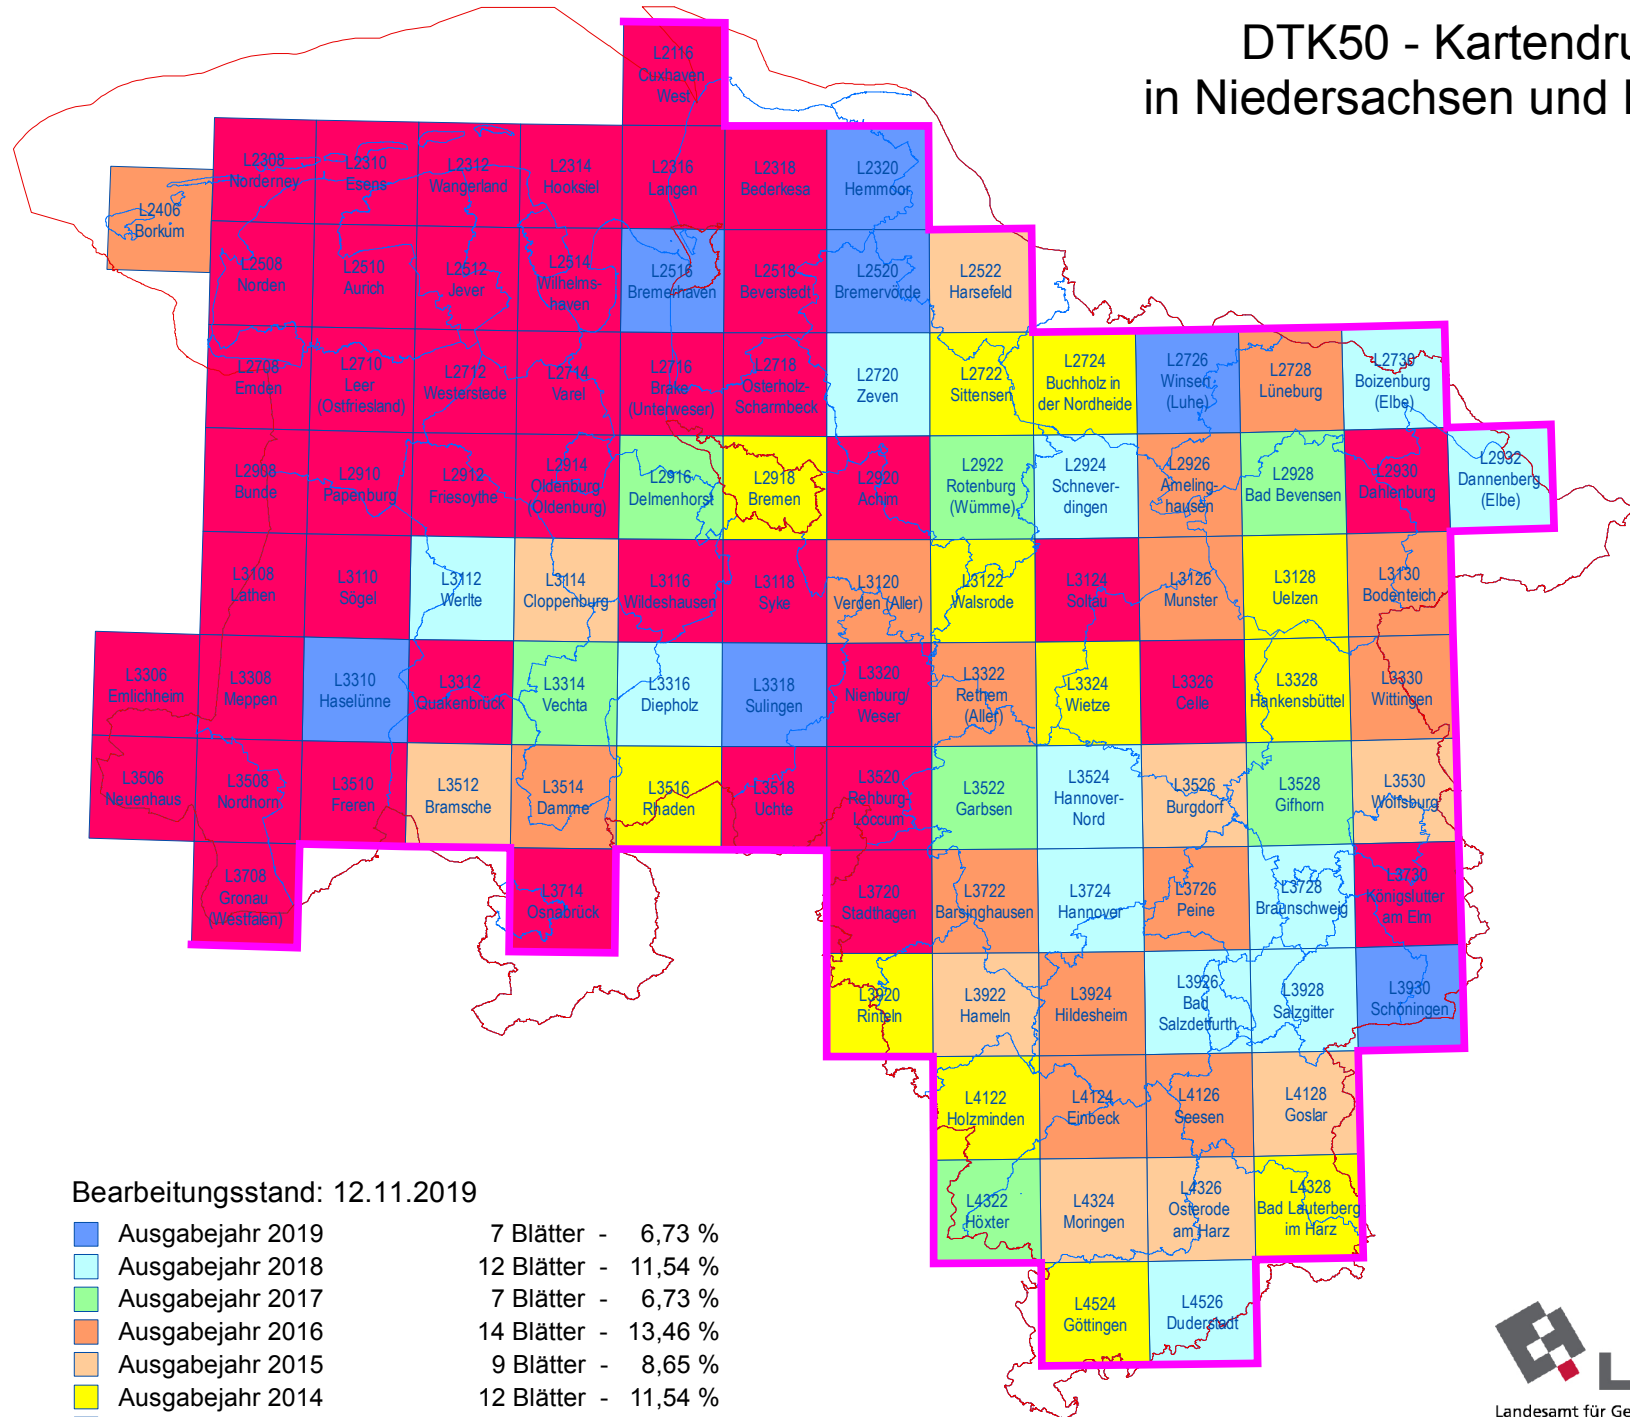 DTK50 - Kartendru
in Niedersachsen und
L2116
Cuxhaven
West
L2308
Norderney
L2310
Esens
L2312
Wangerland
L2314
Hooksiel
L2316
Langen
L2318
Bederkesa
L2320
Hemmoor
L2406
Borkum
L2508
Norden
L2510
Aurich
L2512
Jever
L2514
Wilhelms-
haven
L2516
Bremerhaven
L2518
Beverstedt
L2520
Bremervörde
L2522
Harsefeld
L2708
Emden
L2710
Leer
(Ostfriesland)
L2712
Westerstede
L2714
Varel
L2716
Brake
(Unterweser)
L2718
Osterholz-
Scharmbeck
L2720
Zeven
L2722
Sittensen
L2724
Buchholz in
der Nordheide
L2726
Winsen
(Luhe)
L2728
Lüneburg
L2730
Boizenburg
(Elbe)
L2908
Bunde
L2910
Papenburg
L2912
Friesoythe
L2914
Oldenburg
(Oldenburg)
L2916
Delmenhorst
L2918
Bremen
L2920
Achim
L2922
Rotenburg
(Wümme)
L2924
Schnever-
dingen
L2926
Ameling-
hausen
L2928
Bad Bevensen
L2930
Dahlenburg
L2932
Dannenberg
(Elbe)
L3108
Lathen
L3110
Sögel
L3112
Werlte
L3114
Cloppenburg
L3116
Wildeshausen
L3118
Syke
L3120
Verden (Aller)
L3122
Walsrode
L3124
Soltau
L3126
Munster
L3128
Uelzen
L3130
Bodenteich
L3306
Emlichheim
L3308
Meppen
L3310
Haselünne
L3312
Quakenbrück
L3314
Vechta
L3316
Diepholz
L3318
Sulingen
L3320
Nienburg/
Weser
L3322
Rethem
(Aller)
L3324
Wietze
L3326
Celle
L3328
Hankensbüttel
L3330
Wittingen
L3506
Neuenhaus
L3508
Nordhorn
L3510
Freren
L3512
Bramsche
L3514
Damme
L3516
Rhaden
L3518
Uchte
L3520
Rehburg-
Loccum
L3522
Garbsen
L3524
Hannover-
Nord
L3526
Burgdorf
L3528
Gifhorn
L3530
Wolfsburg
L3708
Gronau
(Westfalen)
L3714
Osnabrück
L3720
Stadthagen
L3722
Barsinghausen
L3724
Hannover
L3726
Peine
L3728
Braunschweig
L3730
Königslutter
am Elm
L3920
Rinteln
L3922
Hameln
L3924
Hildesheim
L3926
Bad
Salzdetfurth
L3928
Salzgitter
L3930
Schöningen
L4122
Holzminden
L4124
Einbeck
L4126
Seesen
L4128
Goslar
L4322
Höxter
L4324
Moringen
L4326
Osterode
am Harz
L4328
Bad Lauterberg
im Harz
L4524
Göttingen
L4526
Duderstadt
Bearbeitungsstand: 12.11.2019
Ausgabejahr 2019 7 Blätter - 6,73 %
Ausgabejahr 2018 12 Blätter - 11,54 %
Ausgabejahr 2017 7 Blätter - 6,73 %
Ausgabejahr 2016 14 Blätter - 13,46 %
Ausgabejahr 2015 9 Blätter - 8,65 %
Ausgabejahr 2014 12 Blätter - 11,54 %
L
Landesamt für Ge